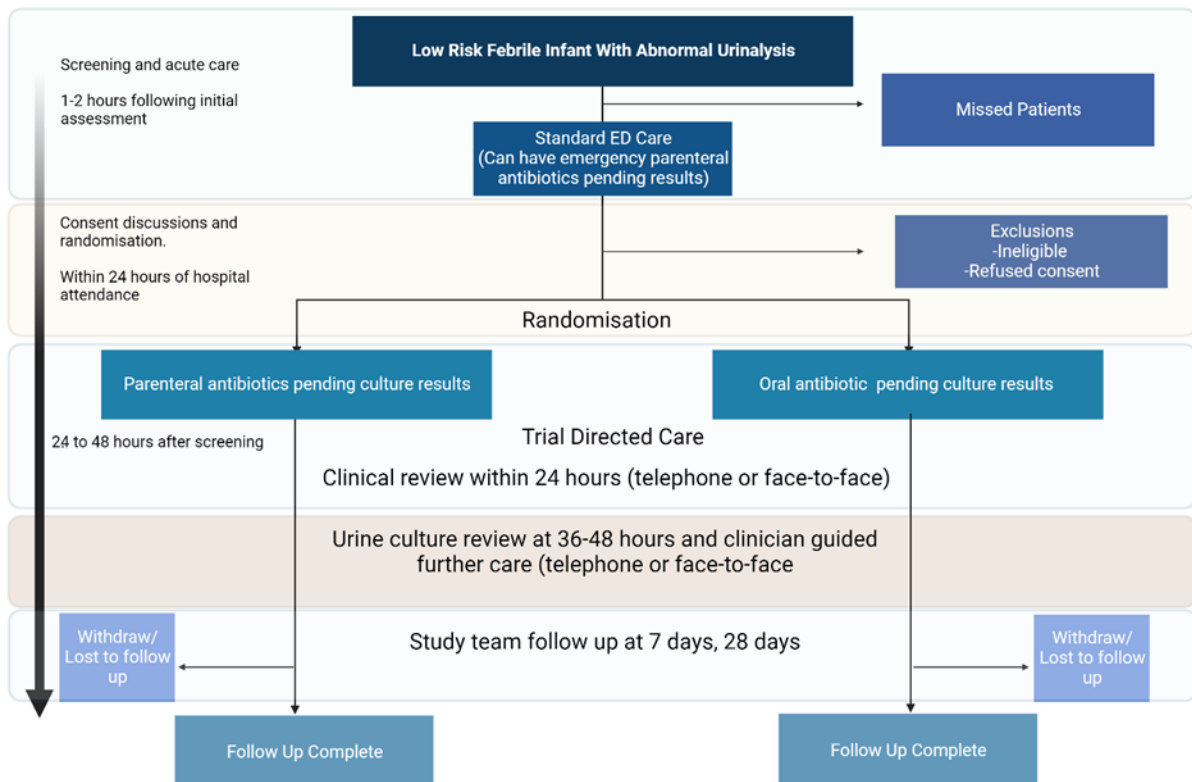 Low Risk Febrile Infant With Abnormal Urinalysis
Screening and acute care
1-2 hours following initial
assessment
Missed Patients
Standard ED Care
(Can have emergency parenteral
antibiotics pending results)
Consent discussions and
randomisation.
Within 24 hours of hospital
attendance
Exclusions
-Ineligible
-Refused consent
Randomisation
Parenteral antibiotics pending culture results
Oral antibiotic pending culture results
24 to 48 hours after screening
Trial Directed Care
Clinical review within 24 hours (telephone or face-to-face)
Urine culture review at 36-48 hours and clinician guided
further care (telephone or face-to-face
Withdraw/
Lost to follow
up
Study team follow up at 7 days, 28 days
Withdraw/
Lost to follow
up
Follow Up Complete
Follow Up Complete